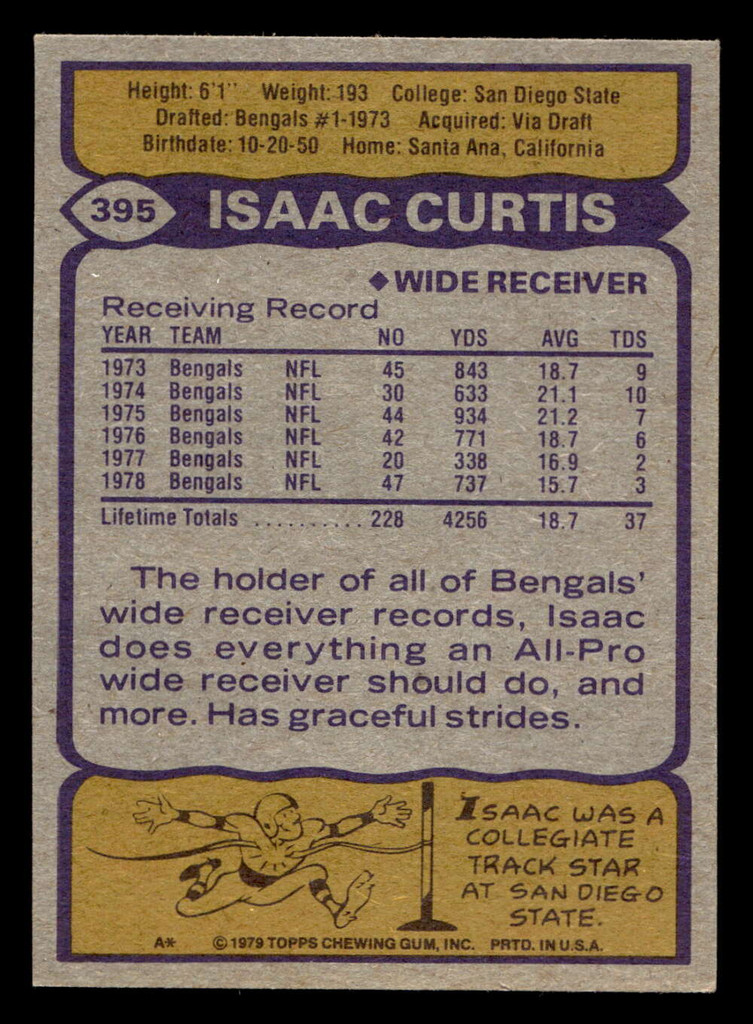 Height: 6'1" Weight: 193 College: San Diego State
Drafted: Bengals #1-1973 Acquired: Via Draft
Birthdate: 10-20-50 Home: Santa Ana, California
395 ISAAC CURTIS
◆WIDE RECEIVER
Receiving Record
YEAR TEAM NO YDS AVG TDS
1973 Bengals NFL 45 843 18.7 9
1974 Bengals NFL 30 633 21.1 10
1975 Bengals NFL 44 934 21.2 7
1976 Bengals NFL 42 771 18.7 6
1977 Bengals NFL 20 338 16.9 2
1978 Bengals NFL 47 737 15.7 3
Lifetime Totals .......... 228 4256 18.7 37
The holder of all of Bengals'
wide receiver records, Isaac
does everything an All-Pro
wide receiver should do, and
more. Has graceful strides.
ISAAC WAS A
COLLEGIATE
TRACK STAR
AT SAN DIEGO
STATE.
A* ©1979 TOPPS CHEWING GUM, INC. PRTD. IN U.S.A.